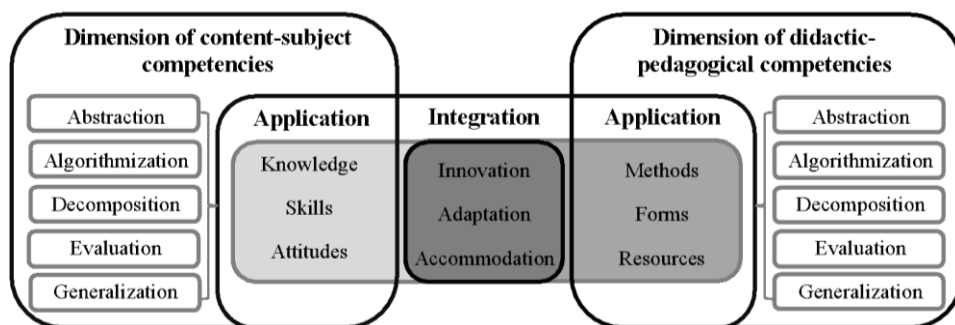 Dimension of content-subject
competencies
Abstraction
Algorithmization
Decomposition
Evaluation
Generalization
Application
Knowledge
Skills
Attitudes
Integration
Innovation
Adaptation
Accommodation
Dimension of didactic-
pedagogical competencies
Application
Methods
Forms
Resources
Abstraction
Algorithmization
Decomposition
Evaluation
Generalization